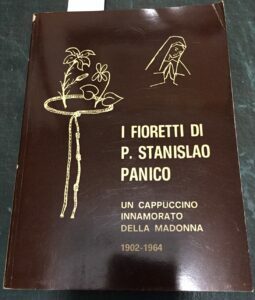 I FIORETTI DI
P. STANISLAO
PANICO
UN CAPPUCCINO
INNAMORATO
DELLA MADONNA
1902-1964